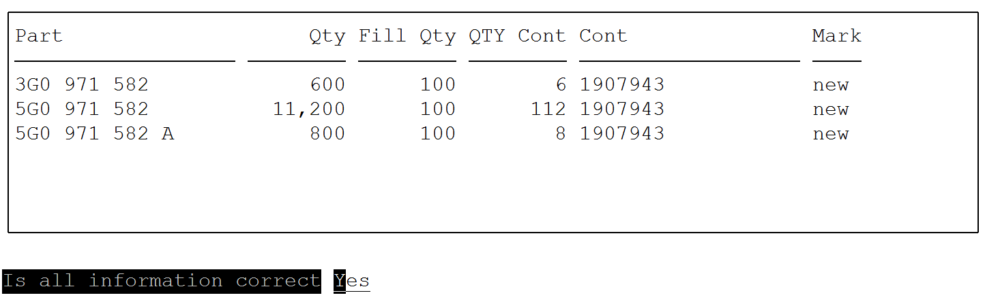 Part Qty Fill Qty QTY Cont Cont Mark
3G0 971 582 600 100 6 1907943 new
5G0 971 582 11,200 100 112 1907943 new
5G0 971 582 A 800 100 8 1907943 new
Is all information correct Yes